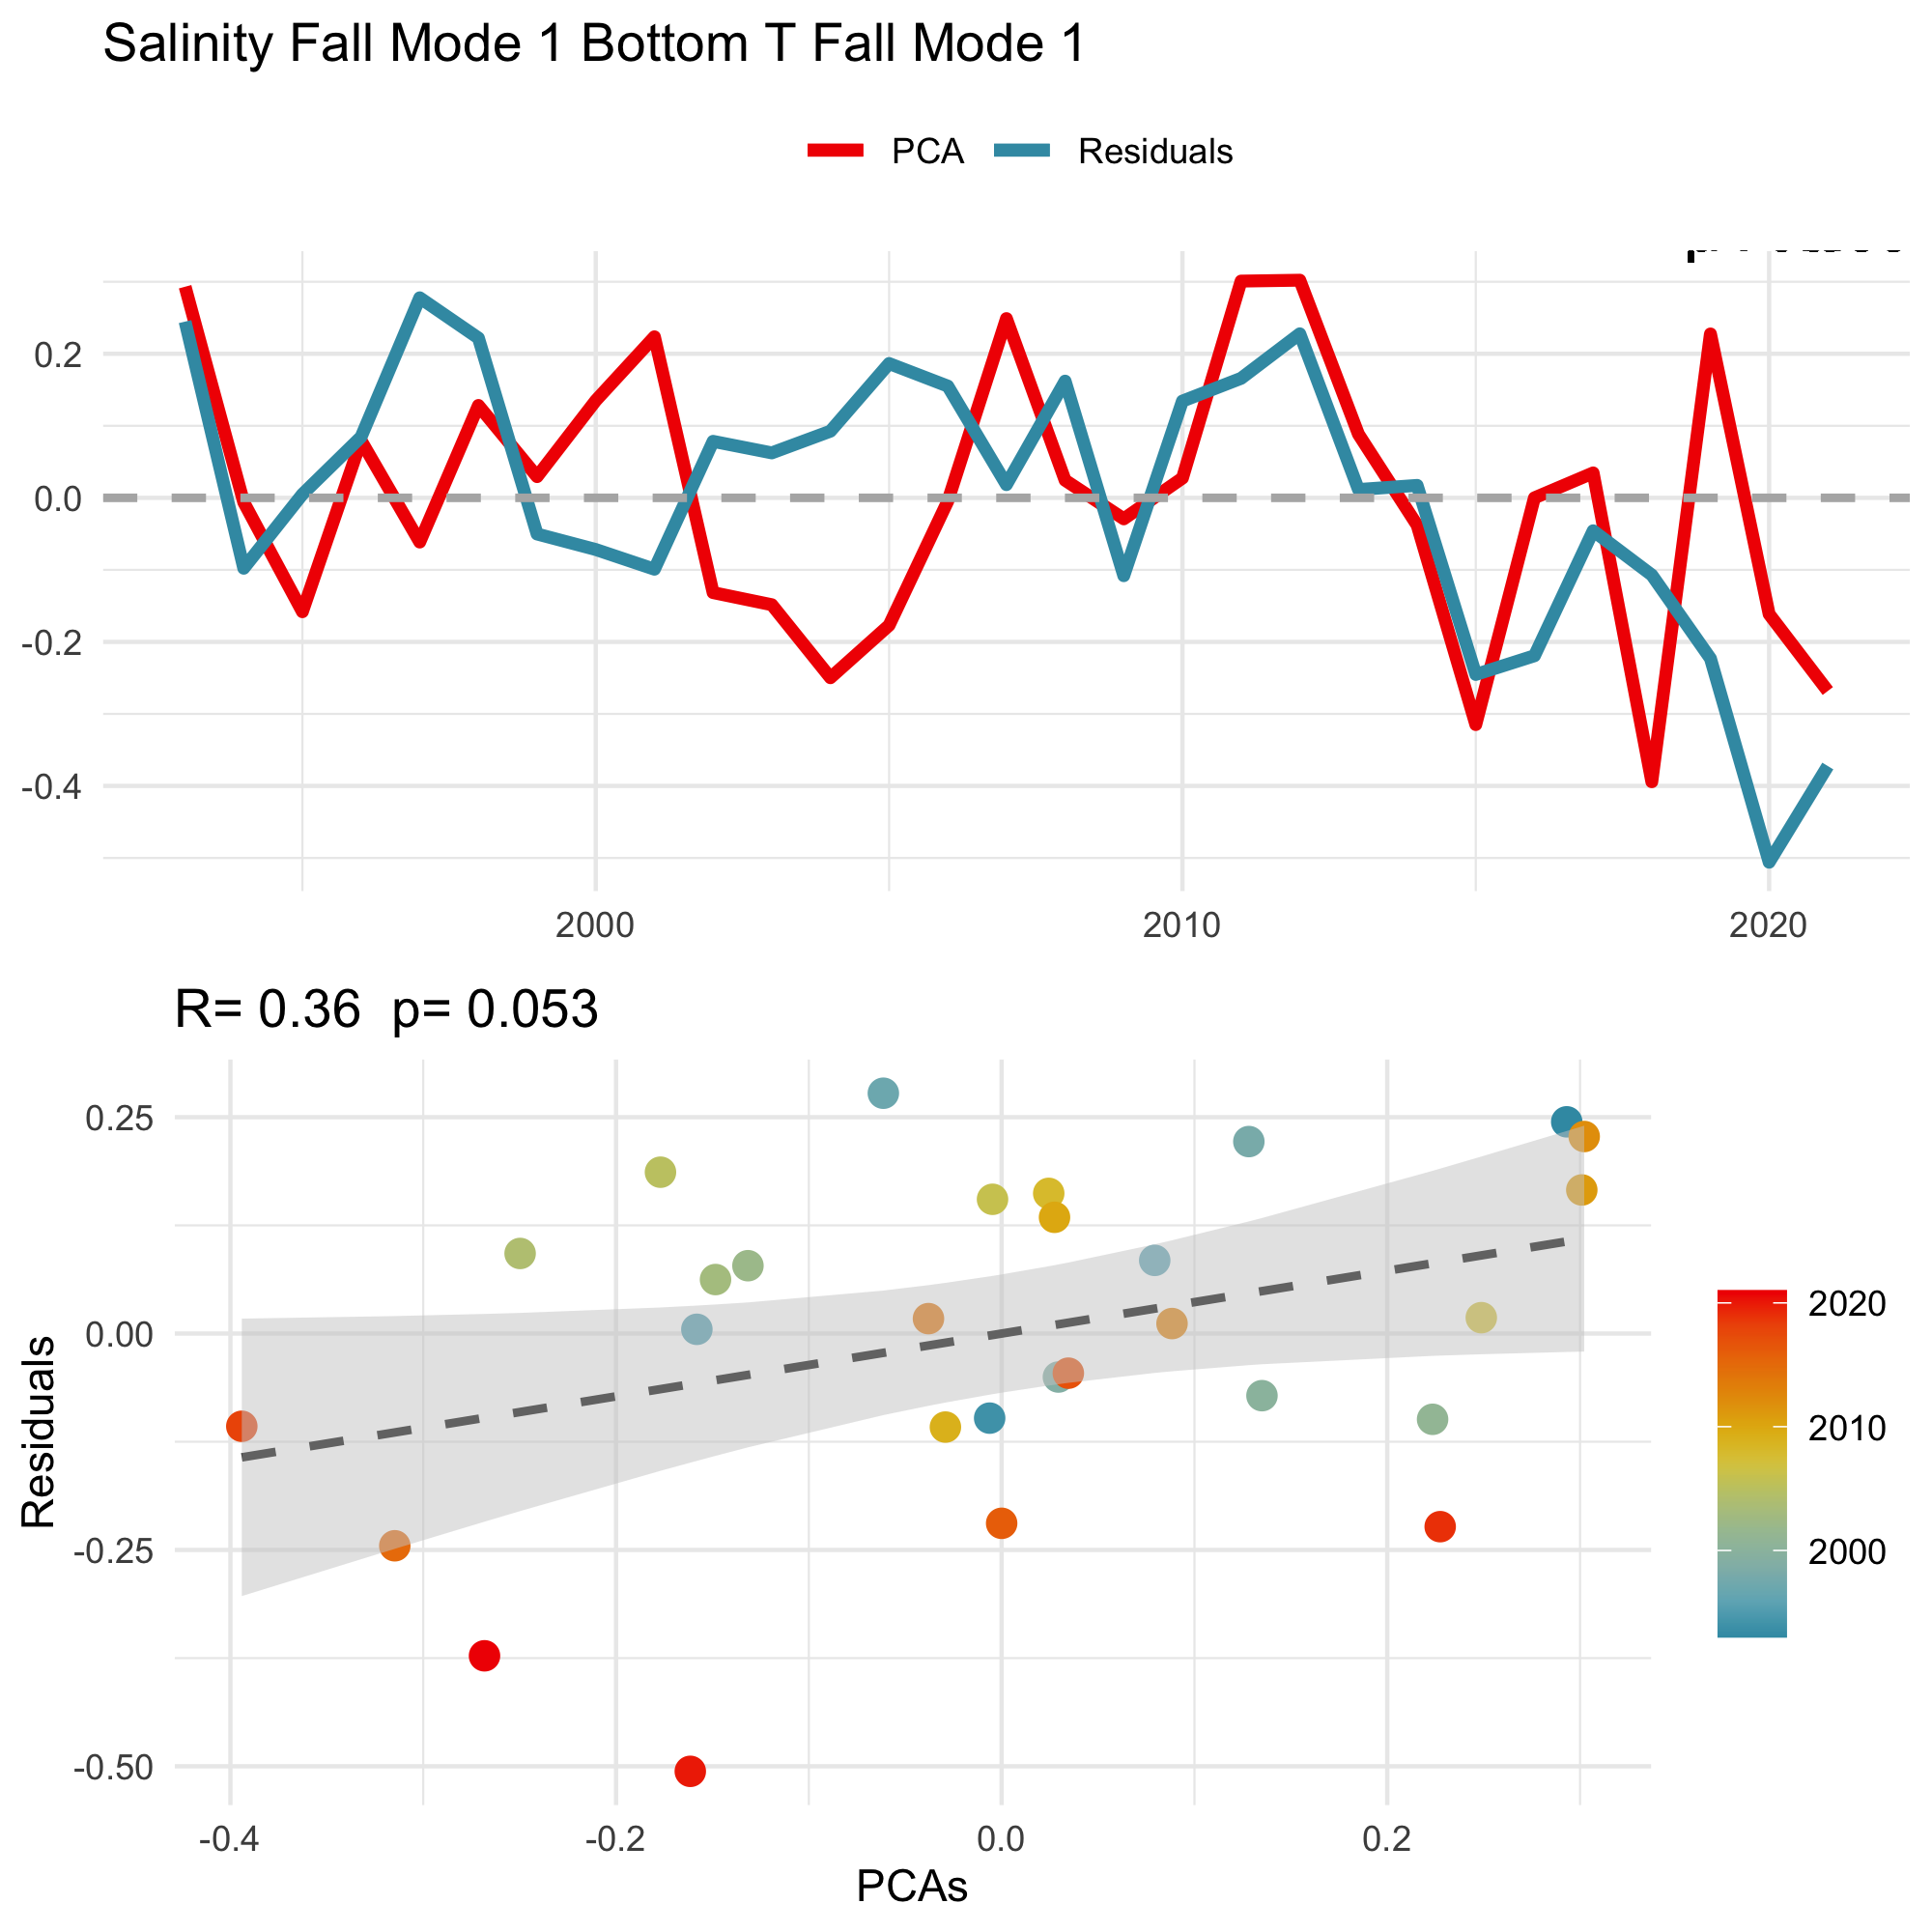 Salinity Fall Mode 1 Bottom T Fall Mode 1
PCA Residuals
0.2
0.0
-0.2
-0.4
2000 2010 2020
R= 0.36 p= 0.053
0.25
0.00
-0.25
-0.50
Residuals
-0.4 -0.2 0.0 0.2
PCAs
2020
2010
2000